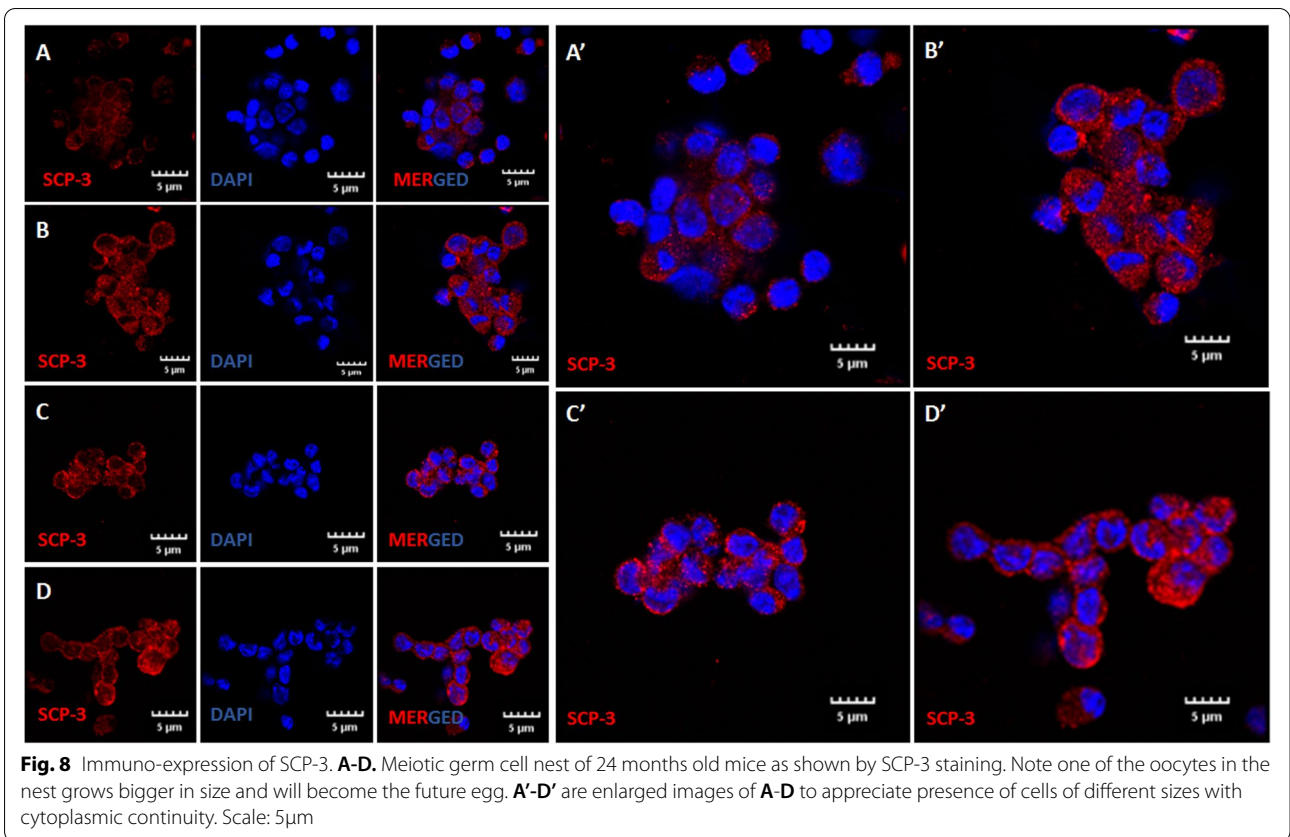 A
SCP-3
5 µm
DAPI
5 µm
MERGED
5 µm
B
SCP-3
5 µm
DAPI
5 µm
MERGED
5 µm
C
SCP-3
5 µm
DAPI
5 µm
MERGED
5 µm
D
SCP-3
5 µm
DAPI
5 µm
MERGED
5 µm
A’
SCP-3
5 µm
B’
SCP-3
5 µm
C’
SCP-3
5 µm
D’
SCP-3
5 µm
Fig. 8 Immuno-expression of SCP-3. A-D. Meiotic germ cell nest of 24 months old mice as shown by SCP-3 staining. Note one of the oocytes in the
nest grows bigger in size and will become the future egg. A’-D’ are enlarged images of A-D to appreciate presence of cells of different sizes with
cytoplasmic continuity. Scale: 5µm